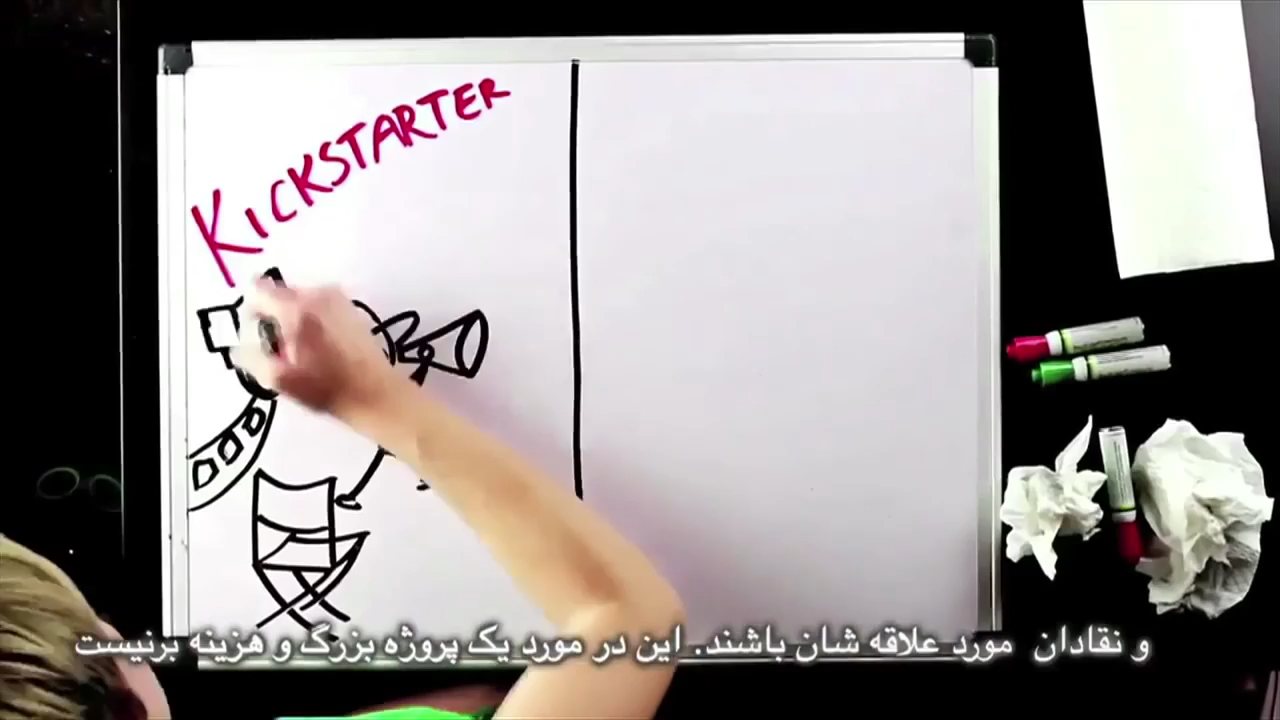 KICKSTARTER
و نقادان مورد علاقه شان باشند. این در مورد یک پروژه بزرگ و هزینه برنیست